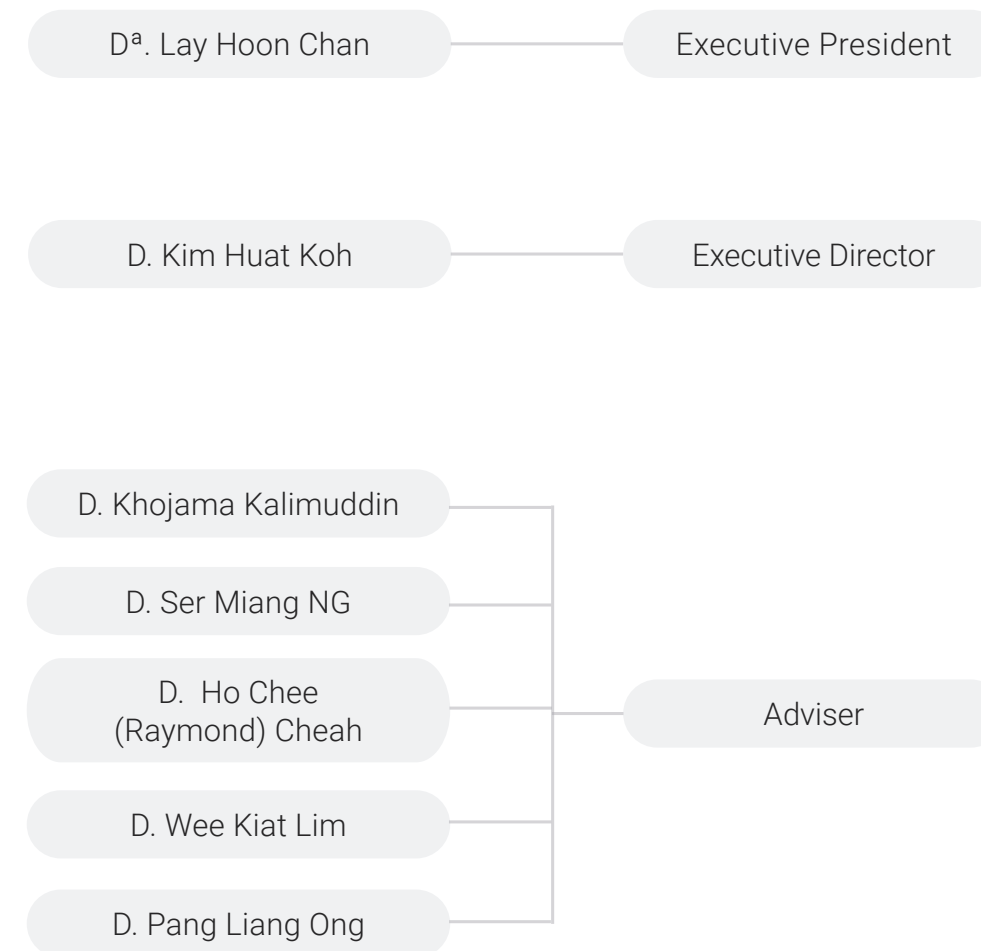 Dª. Lay Hoon Chan
Executive President
D. Kim Huat Koh
Executive Director
D. Khojama Kalimuddin
D. Ser Miang NG
D.  Ho Chee
(Raymond) Cheah
Adviser
D. Wee Kiat Lim
D. Pang Liang Ong